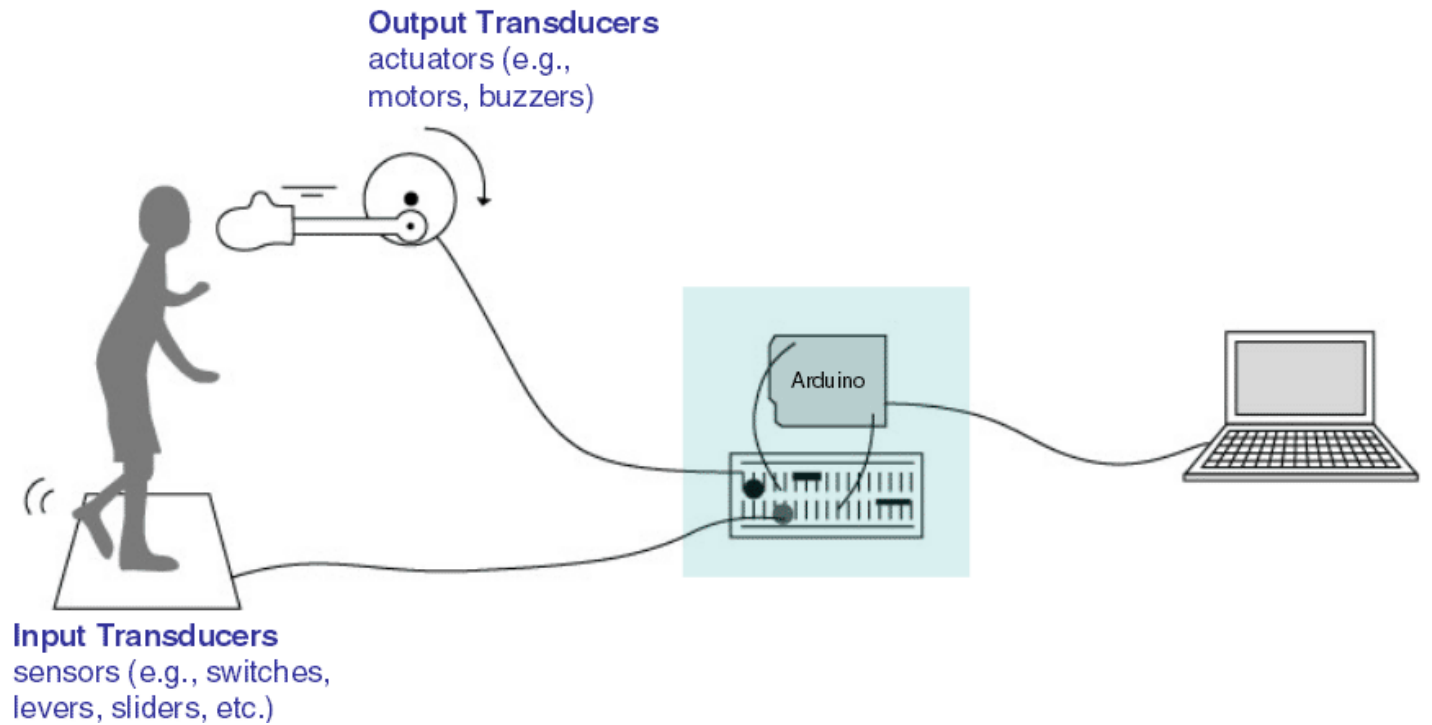 Output Transducers
actuators (e.g.,
motors, buzzers)
Arduino
Input Transducers
sensors (e.g., switches,
levers, sliders, etc.)